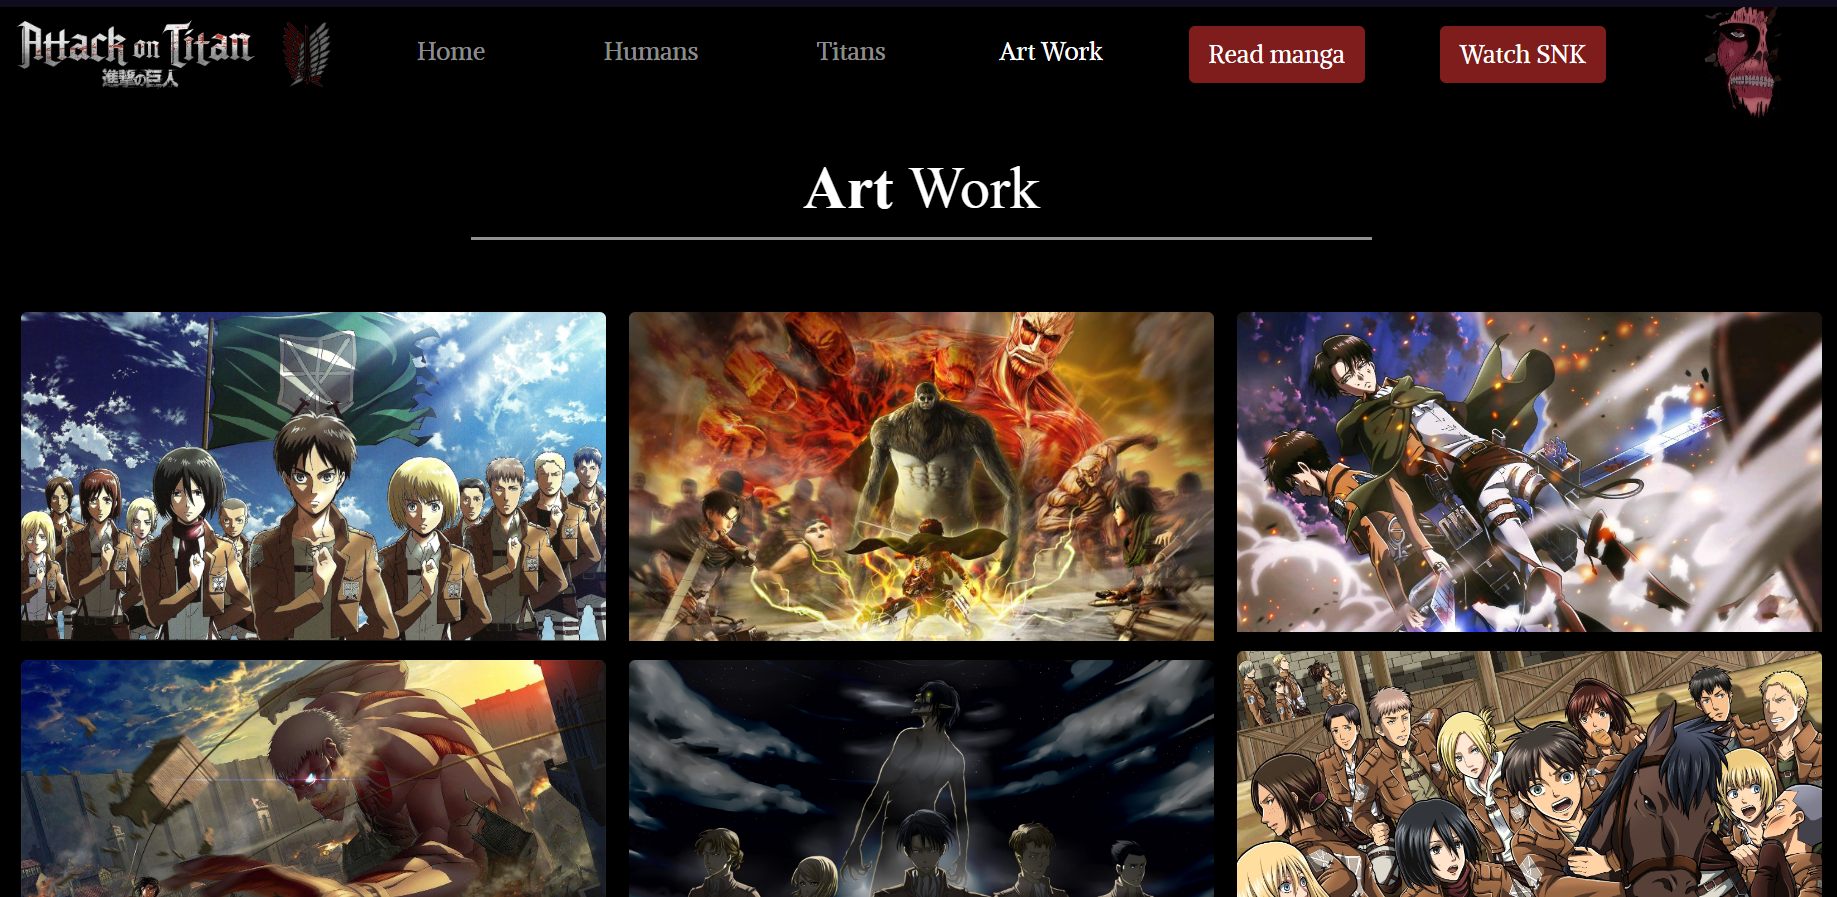 Attack on Titan
進撃の巨人
Home
Humans
Titans
Art Work
Read manga
Watch SNK
Art Work